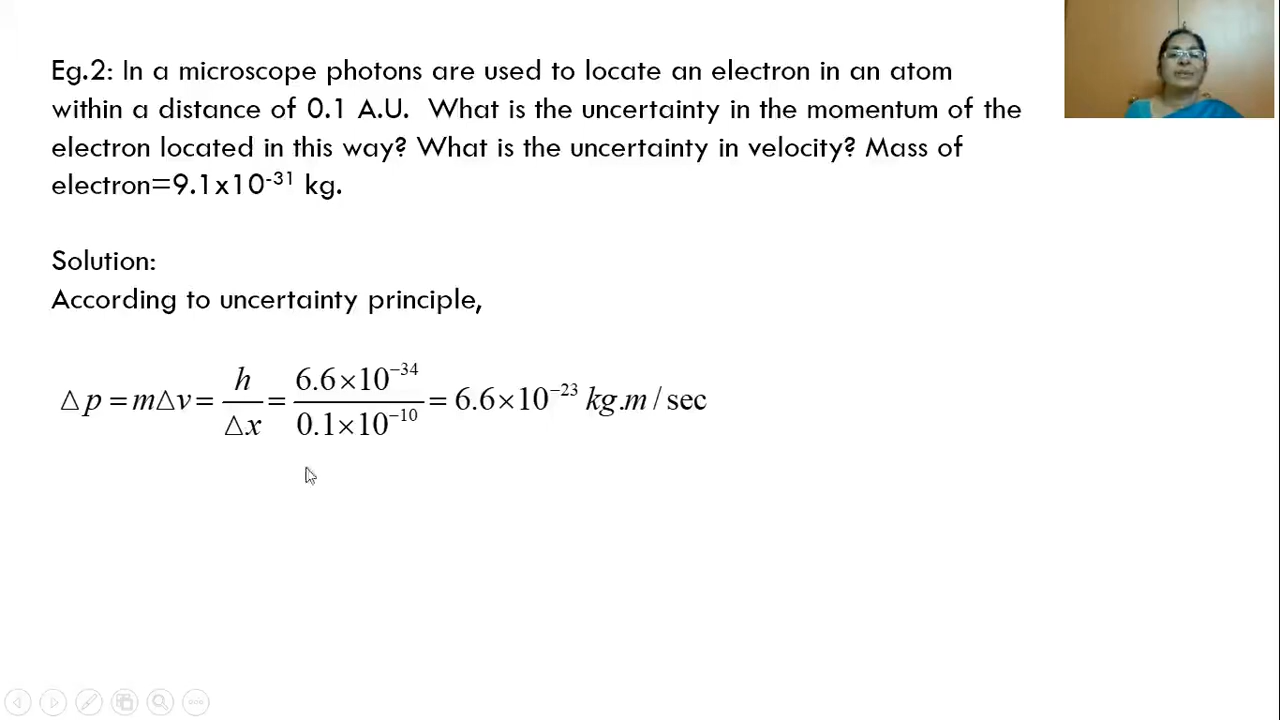 Eg.2: In a microscope photons are used to locate an electron in an atom
within a distance of 0.1 A.U. What is the uncertainty in the momentum of the
electron located in this way? What is the uncertainty in velocity? Mass of
electron=9.1x10⁻³¹ kg.
Solution:
According to uncertainty principle,
△p = m△v = h/△x = 6.6×10⁻³⁴/0.1×10⁻¹⁰ = 6.6×10⁻²³ kg.m / sec